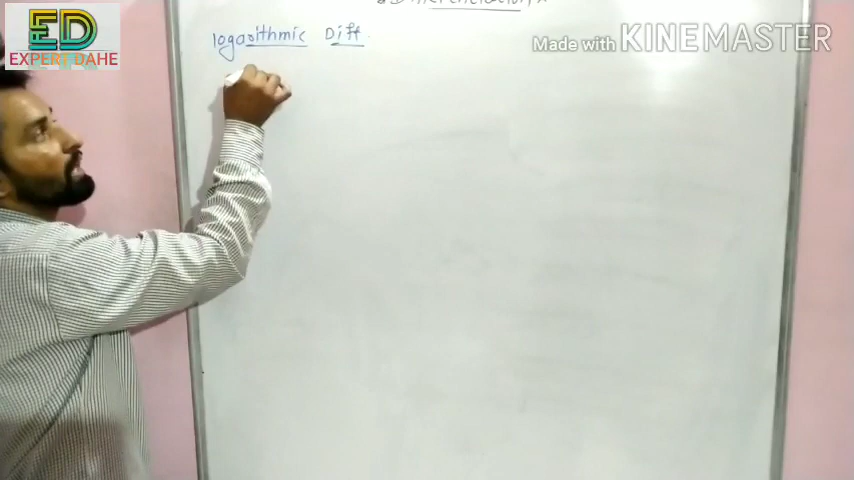 ED
EXPERT DAHE
Made with KINEMASTER
logarithmic Diff.